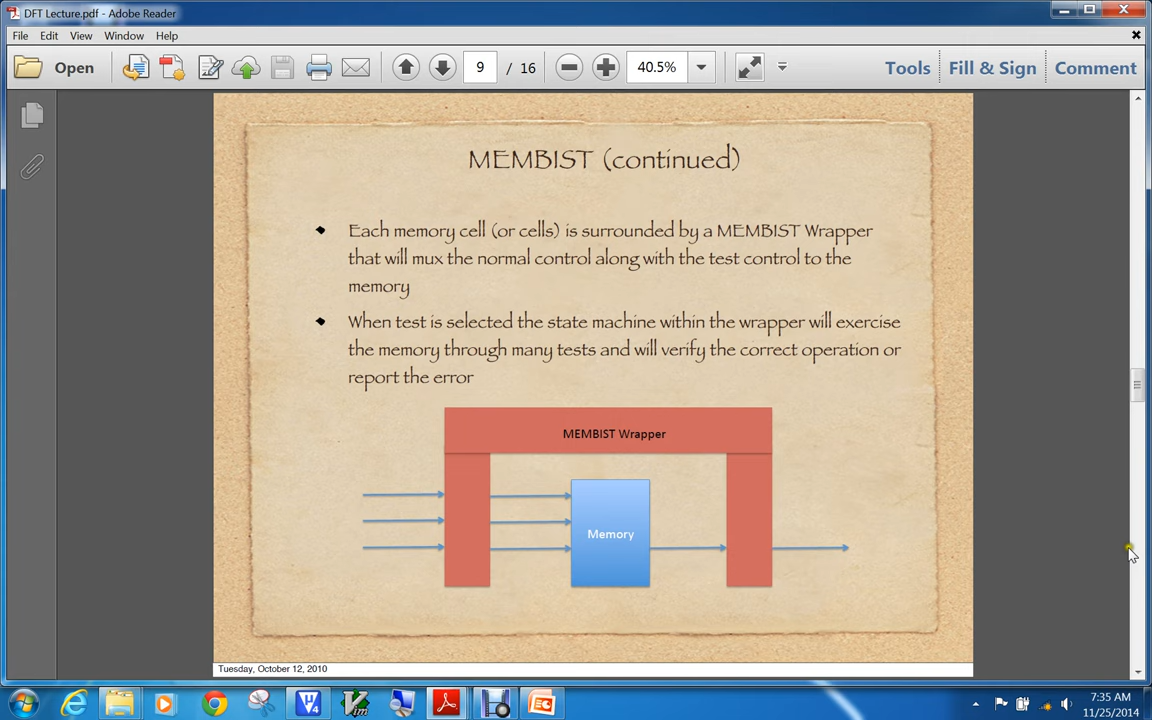 DFT Lecture.pdf - Adobe Reader
File Edit View Window Help
Open 9 / 16 40.5% Tools Fill & Sign Comment
MEMBIST (continued)
Each memory cell (or cells) is surrounded by a MEMBIST Wrapper
that will mux the normal control along with the test control to the
memory
When test is selected the state machine within the wrapper will exercise
the memory through many tests and will verify the correct operation or
report the error
MEMBIST Wrapper
Memory
Tuesday, October 12, 2010
7:35 AM
11/25/2014